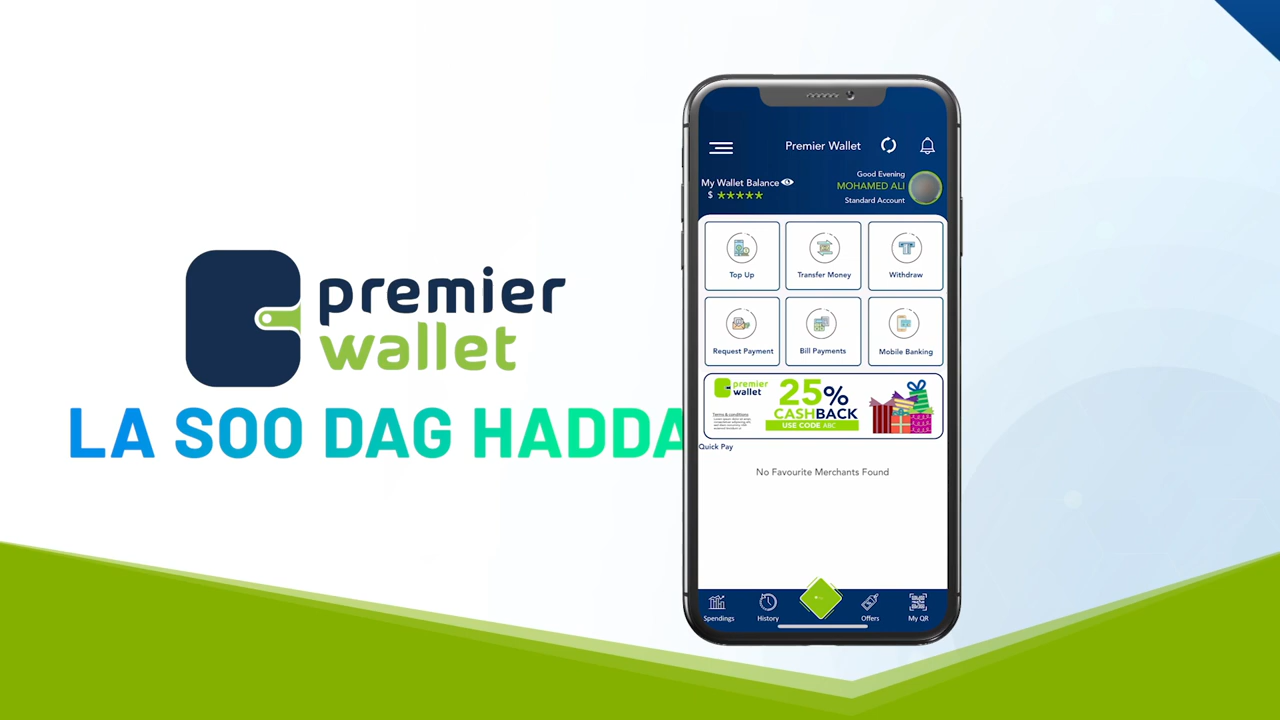 premier
wallet
LA SOO DAG HADDA
Premier Wallet
Good Evening
My Wallet Balance
MOHAMED ALI
$ *****
Standard Account
Top Up
Transfer Money
Withdraw
Request Payment
Bill Payments
Mobile Banking
premier
wallet
25%
CASHBACK
USE CODE ABC
Terms & conditions
Quick Pay
No Favourite Merchants Found
Spendings
History
Offers
My QR